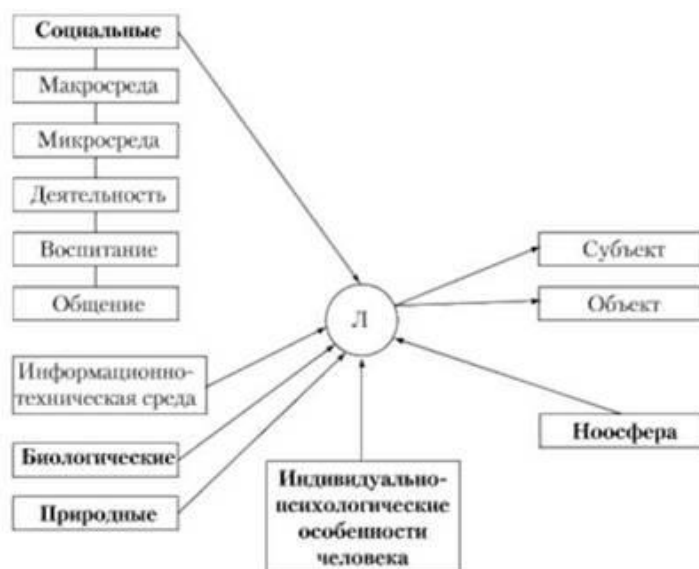 Социальные
Макросреда
Микросреда
Деятельность
Воспитание
Общение
Информационно-
техническая среда
Биологические
Природные
Л
Индивидуально-
психологические
особенности
человека
Субъект
Объект
Ноосфера